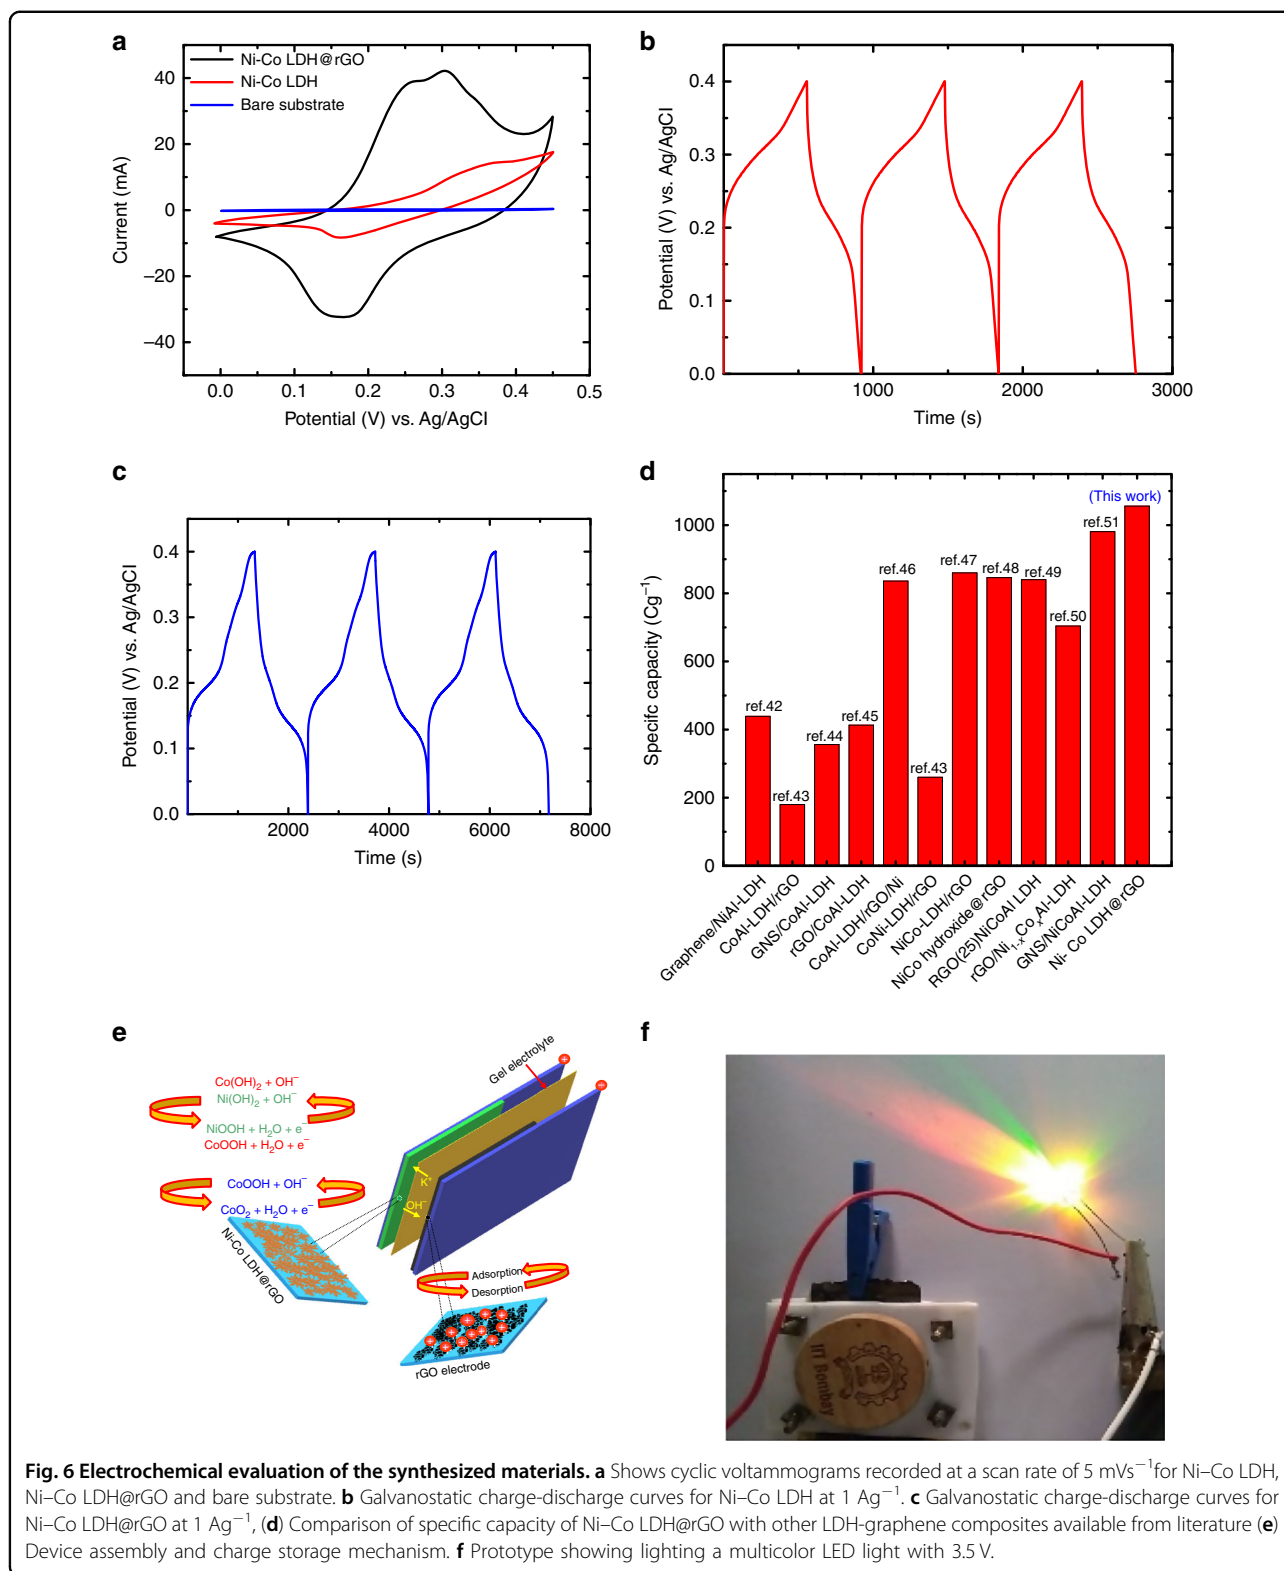 a
Ni-Co LDH@rGO
Ni-Co LDH
Bare substrate
40
20
0
−20
−40
Current (mA)
0.0 0.1 0.2 0.3 0.4 0.5
Potential (V) vs. Ag/AgCl
b
0.4
0.3
0.2
0.1
0.0
Potential (V) vs. Ag/AgCl
1000 2000 3000
Time (s)
c
0.4
0.3
0.2
0.1
0.0
Potential (V) vs. Ag/AgCl
2000 4000 6000 8000
Time (s)
d
(This work)
1000
800
600
400
200
0
Specifc capacity (Cg⁻¹)
ref.42
ref.43
ref.44
ref.45
ref.46
ref.43
ref.47
ref.48
ref.49
ref.50
ref.51
Graphene/NiAl-LDH
CoAl-LDH/rGO
GNS/CoAl-LDH
rGO/CoAl-LDH
CoAl-LDH/rGO/Ni
CoNi-LDH/rGO
NiCo-LDH/rGO
NiCo hydroxide@rGO
RGO(25)NiCoAl LDH
rGO/Ni₁₋ₓCoₓAl-LDH
GNS/NiCoAl-LDH
Ni- Co LDH@rGO
e
Co(OH)₂ + OH⁻
Ni(OH)₂ + OH⁻
NiOOH + H₂O + e⁻
CoOOH + H₂O + e⁻
CoOOH + OH⁻
CoO₂ + H₂O + e⁻
Ni-Co LDH@rGO
Gel electrolyte
K⁺
OH⁻
Adsorption
Desorption
rGO electrode
f
IIT Bombay
Fig. 6 Electrochemical evaluation of the synthesized materials. a Shows cyclic voltammograms recorded at a scan rate of 5 mVs⁻¹for Ni–Co LDH,
Ni–Co LDH@rGO and bare substrate. b Galvanostatic charge-discharge curves for Ni–Co LDH at 1 Ag⁻¹. c Galvanostatic charge-discharge curves for
Ni–Co LDH@rGO at 1 Ag⁻¹, (d) Comparison of specific capacity of Ni–Co LDH@rGO with other LDH-graphene composites available from literature (e)
Device assembly and charge storage mechanism. f Prototype showing lighting a multicolor LED light with 3.5 V.